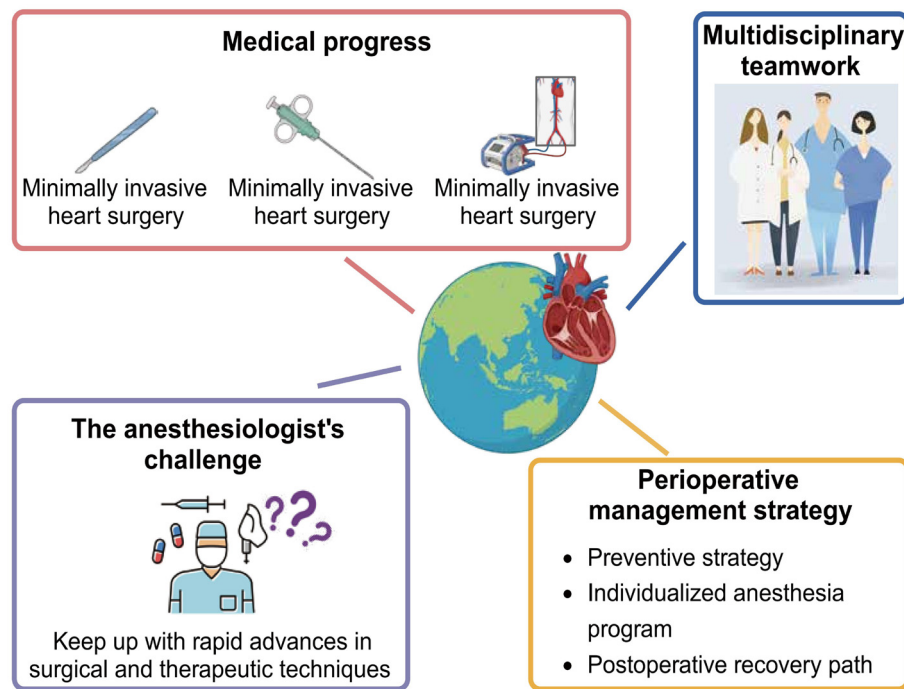 Medical progress
Minimally invasive
heart surgery
Minimally invasive
heart surgery
Minimally invasive
heart surgery
Multidisciplinary
teamwork
The anesthesiologist's
challenge
???
Keep up with rapid advances in
surgical and therapeutic techniques
Perioperative
management strategy
• Preventive strategy
• Individualized anesthesia
program
• Postoperative recovery path